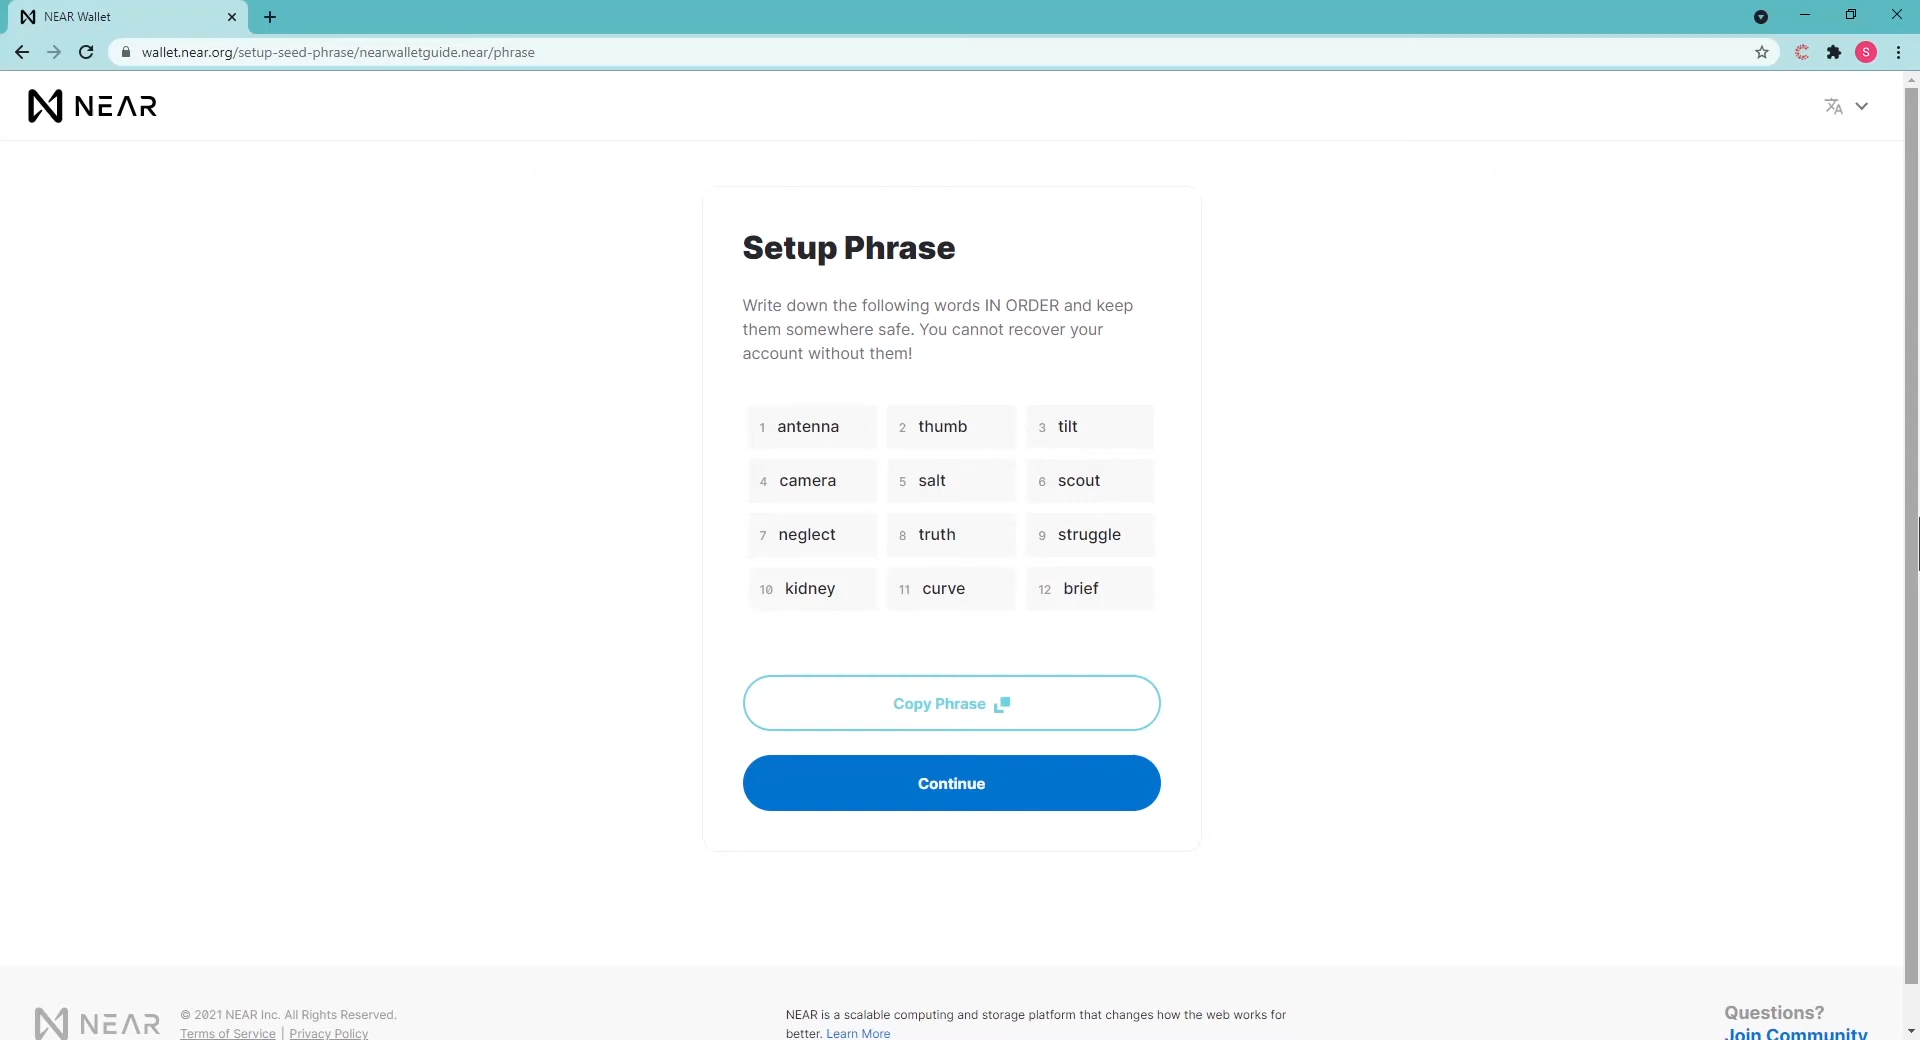 NEAR Wallet
wallet.near.org/setup-seed-phrase/nearwalletguide.near/phrase
S
NEAR
Setup Phrase
Write down the following words IN ORDER and keep
them somewhere safe. You cannot recover your
account without them!
1 antenna 2 thumb 3 tilt
4 camera 5 salt 6 scout
7 neglect 8 truth 9 struggle
10 kidney 11 curve 12 brief
Copy Phrase
Continue
NEAR
© 2021 NEAR Inc. All Rights Reserved.
Terms of Service | Privacy Policy
NEAR is a scalable computing and storage platform that changes how the web works for
better. Learn More
Questions?
Join Community